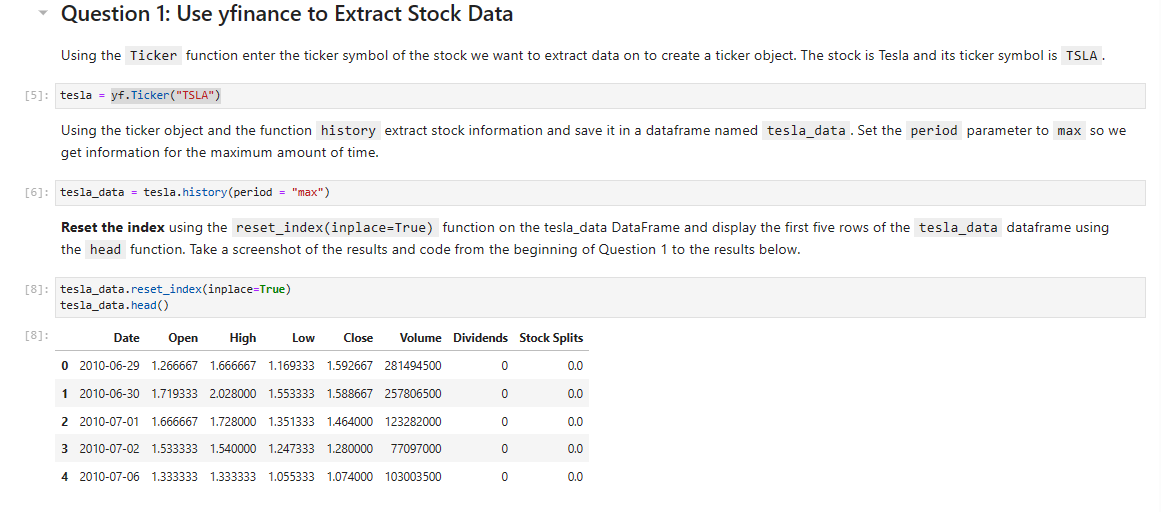 Question 1: Use yfinance to Extract Stock Data
Using the Ticker function enter the ticker symbol of the stock we want to extract data on to create a ticker object. The stock is Tesla and its ticker symbol is TSLA .
[5]: tesla = yf.Ticker("TSLA")
Using the ticker object and the function history extract stock information and save it in a dataframe named tesla_data . Set the period parameter to max so we
get information for the maximum amount of time.
[6]: tesla_data = tesla.history(period = "max")
Reset the index using the reset_index(inplace=True) function on the tesla_data DataFrame and display the first five rows of the tesla_data dataframe using
the head function. Take a screenshot of the results and code from the beginning of Question 1 to the results below.
[8]: tesla_data.reset_index(inplace=True)
tesla_data.head()
[8]: Date Open High Low Close Volume Dividends Stock Splits
0 2010-06-29 1.266667 1.666667 1.169333 1.592667 281494500 0 0.0
1 2010-06-30 1.719333 2.028000 1.553333 1.588667 257806500 0 0.0
2 2010-07-01 1.666667 1.728000 1.351333 1.464000 123282000 0 0.0
3 2010-07-02 1.533333 1.540000 1.247333 1.280000 77097000 0 0.0
4 2010-07-06 1.333333 1.333333 1.055333 1.074000 103003500 0 0.0